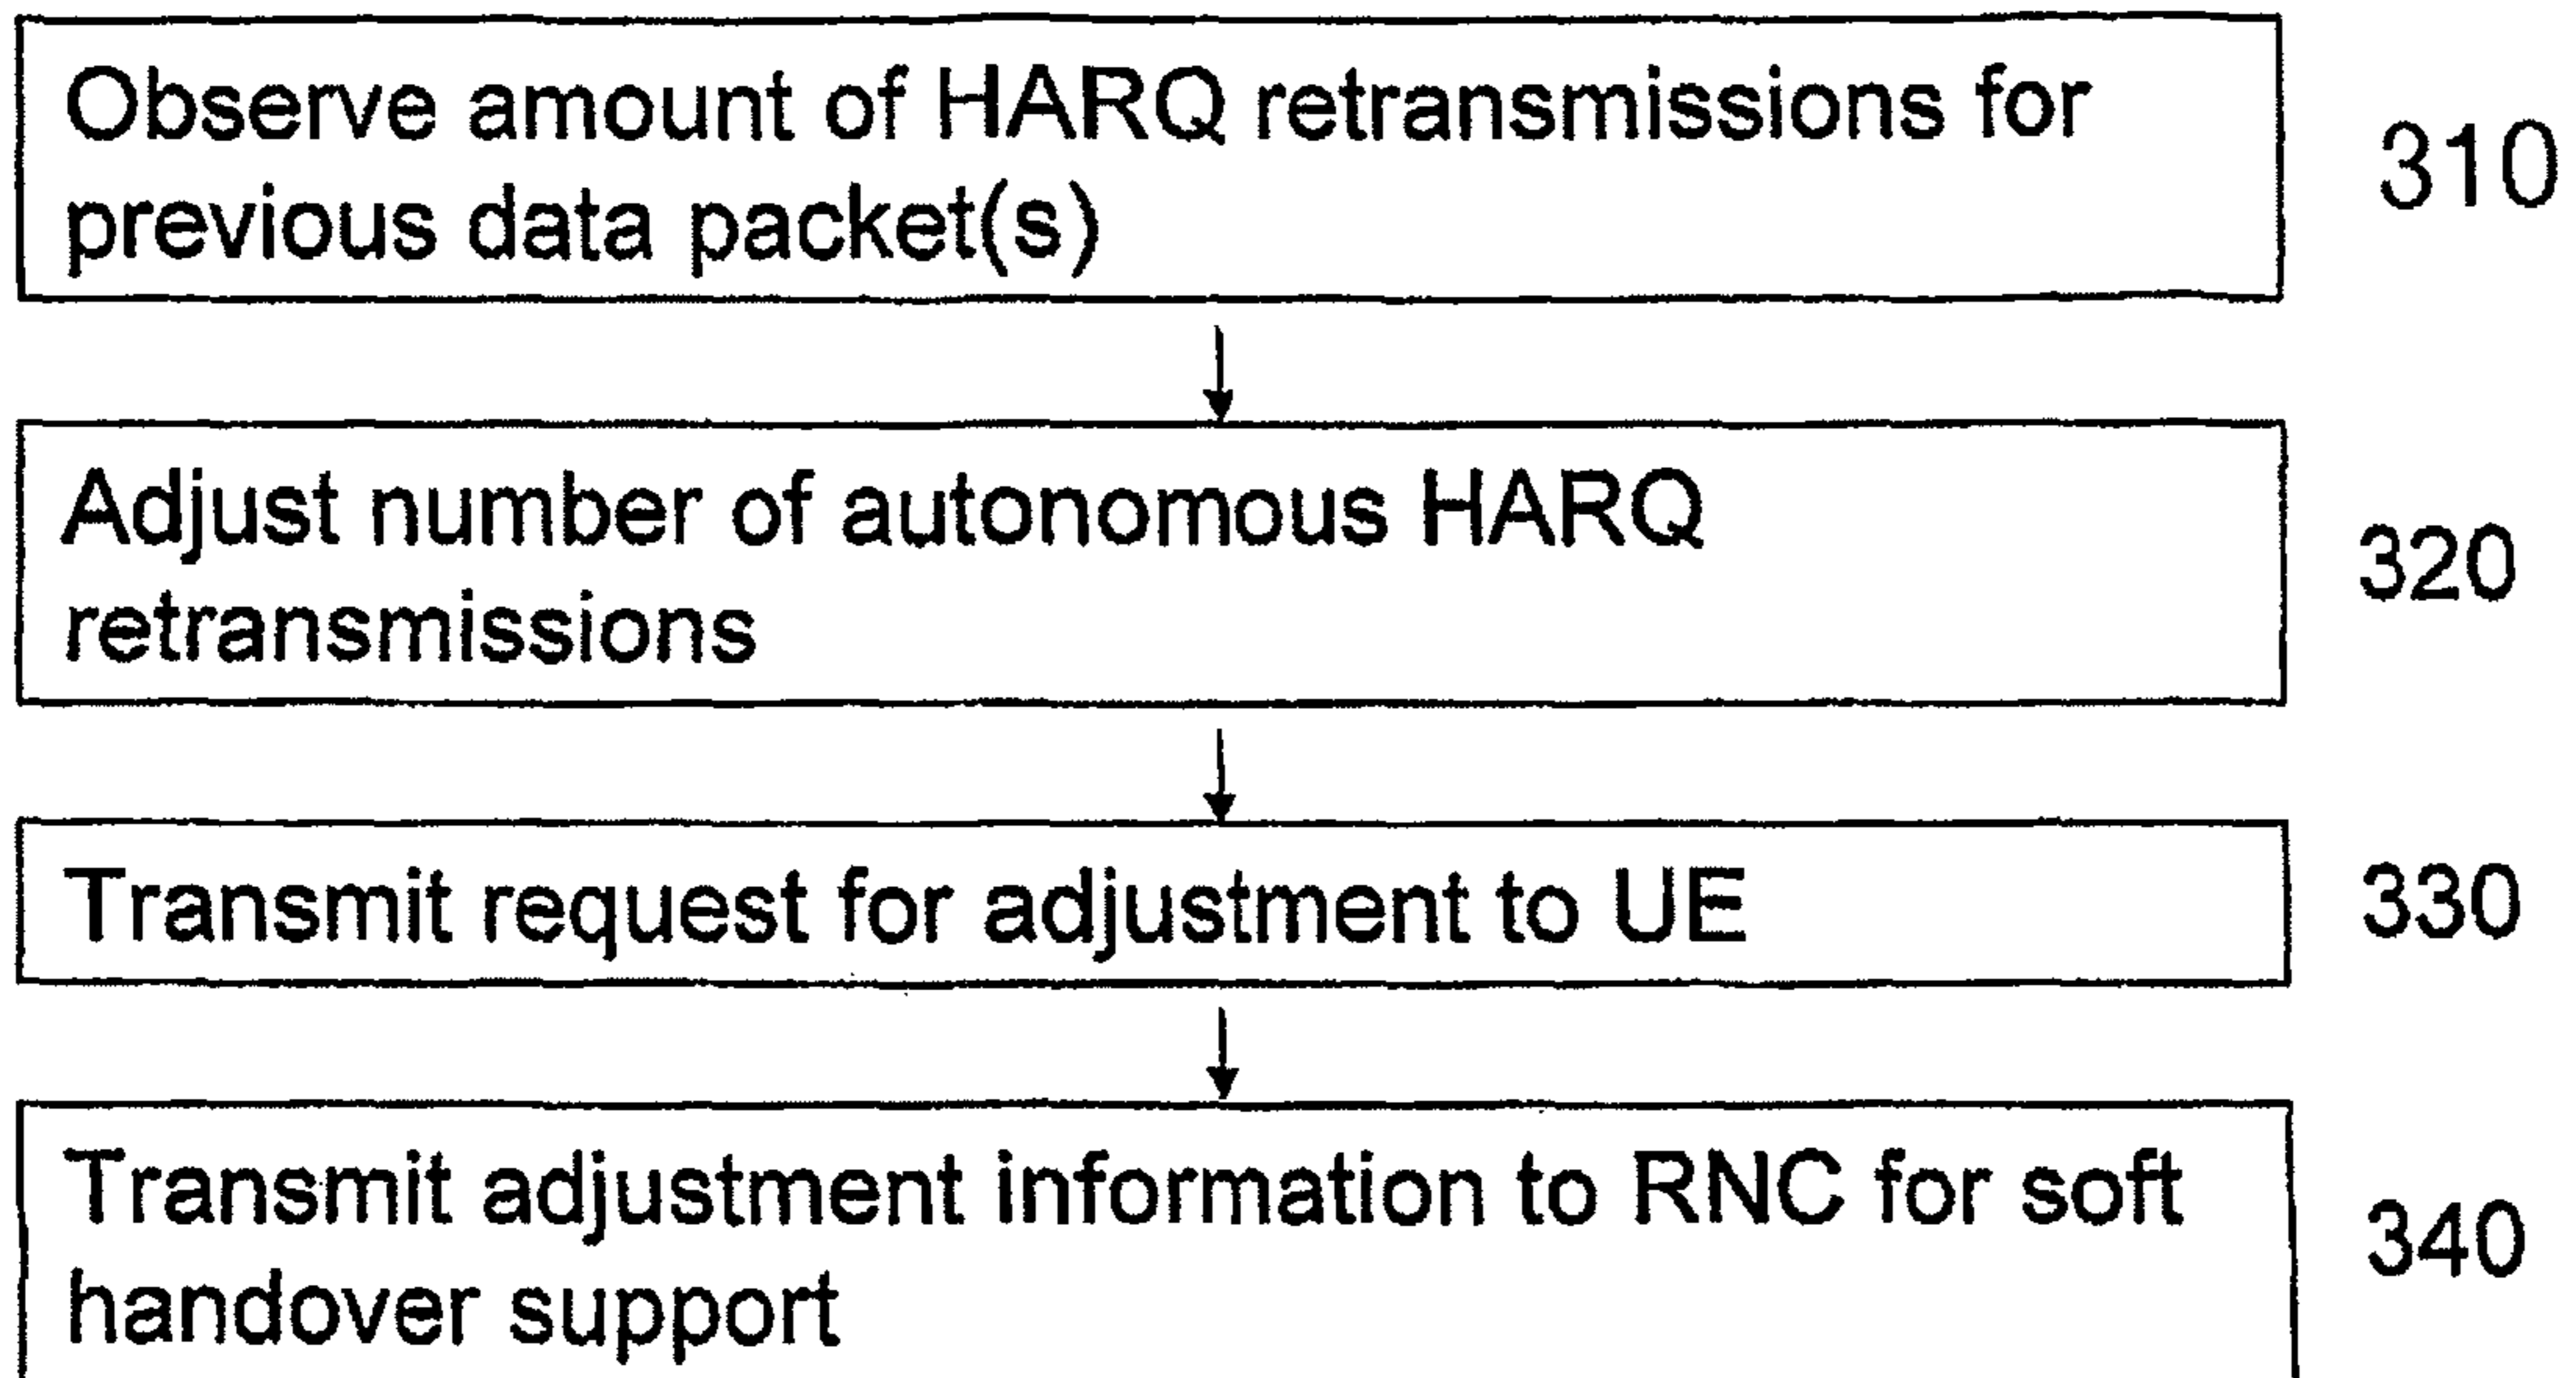 Observe amount of HARQ retransmissions for
previous data packet(s)
310
Adjust number of autonomous HARQ
retransmissions
320
Transmit request for adjustment to UE
330
Transmit adjustment information to RNC for soft
handover support
340